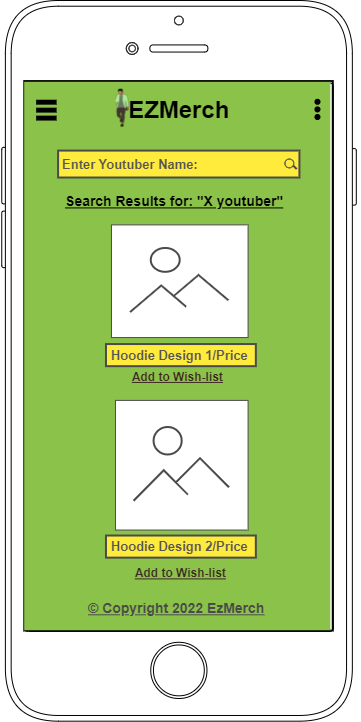 EZMerch
Enter Youtuber Name:
Search Results for: "X youtuber"
Hoodie Design 1/Price
Add to Wish-list
Hoodie Design 2/Price
Add to Wish-list
© Copyright 2022 EzMerch